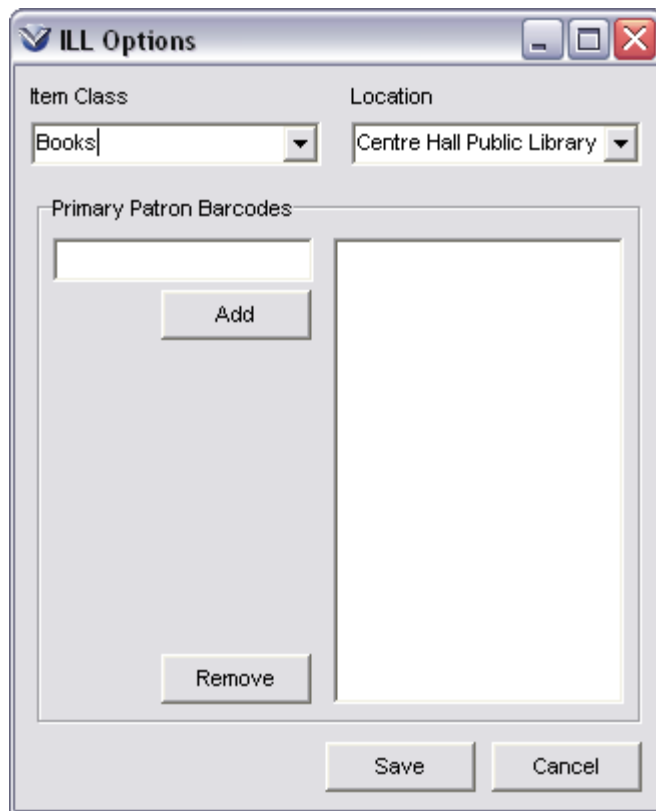 ILL Options
Item Class
Location
Books
Centre Hall Public Library
Primary Patron Barcodes
Add
Remove
Save
Cancel